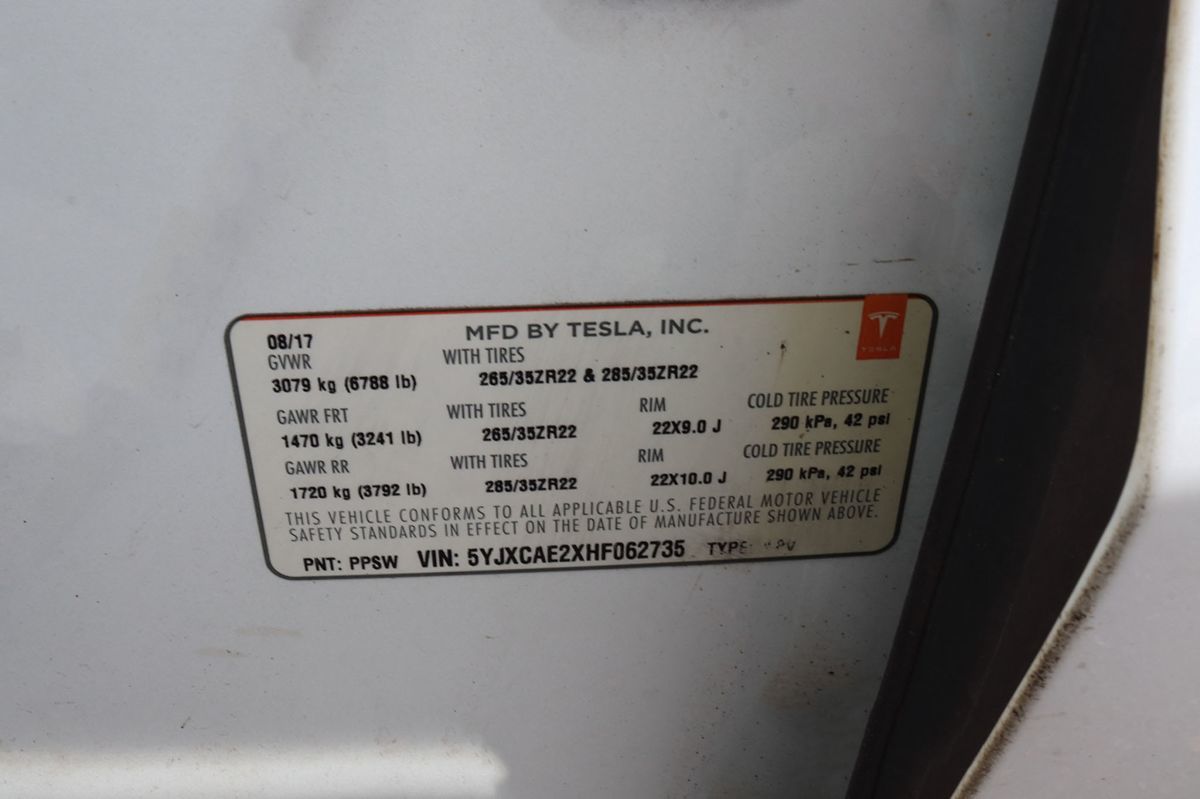 08/17 MFD BY TESLA, INC. TESLA
GVWR WITH TIRES
3079 kg (6788 lb) 265/35ZR22 & 285/35ZR22
GAWR FRT WITH TIRES RIM COLD TIRE PRESSURE
1470 kg (3241 lb) 265/35ZR22 22X9.0 J 290 kPa, 42 psi
GAWR RR WITH TIRES RIM COLD TIRE PRESSURE
1720 kg (3792 lb) 285/35ZR22 22X10.0 J 290 kPa, 42 psi
THIS VEHICLE CONFORMS TO ALL APPLICABLE U.S. FEDERAL MOTOR VEHICLE
SAFETY STANDARDS IN EFFECT ON THE DATE OF MANUFACTURE SHOWN ABOVE.
PNT: PPSW VIN: 5YJXCAE2XHF062735 TYPE: